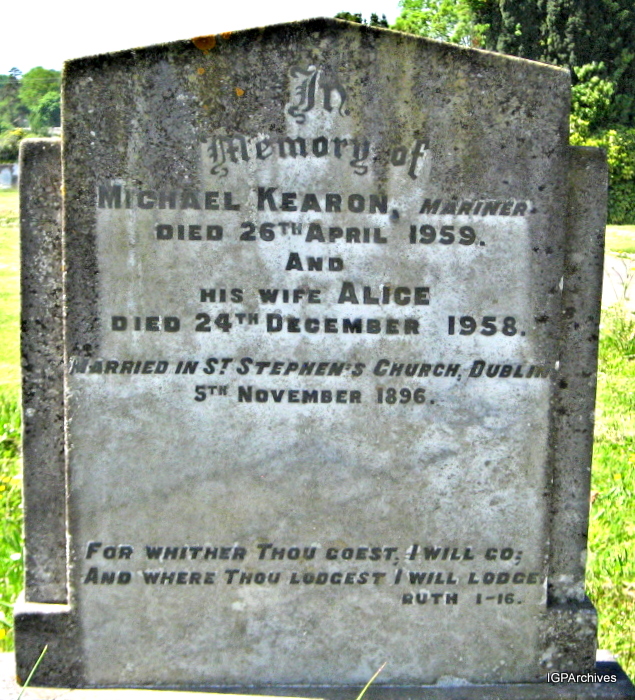 In
Memory of
MICHAEL KEARON, MARINER.
DIED 26TH APRIL 1959.
AND
HIS WIFE ALICE
DIED 24TH DECEMBER 1958.
MARRIED IN ST. STEPHEN'S CHURCH, DUBLIN
5TH NOVEMBER 1896.
FOR WHITHER THOU GOEST, I WILL GO;
AND WHERE THOU LODGEST I WILL LODGE.
RUTH 1-16.
IGPArchives